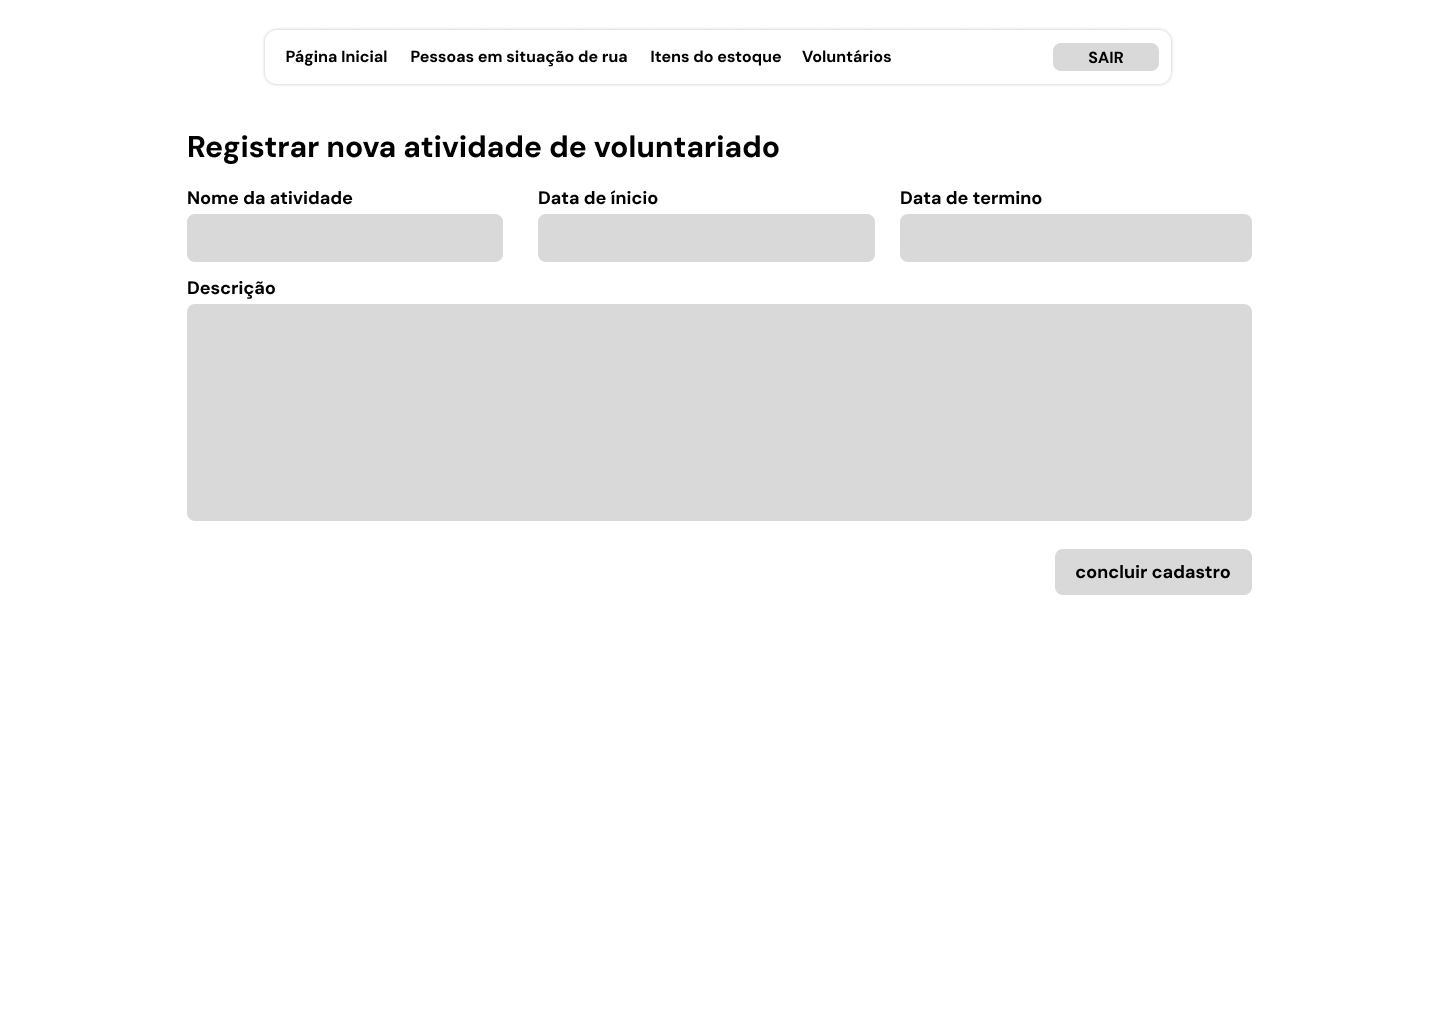 Página Inicial Pessoas em situação de rua Itens do estoque Voluntários SAIR
Registrar nova atividade de voluntariado
Nome da atividade Data de ínicio Data de termino
Descrição
concluir cadastro